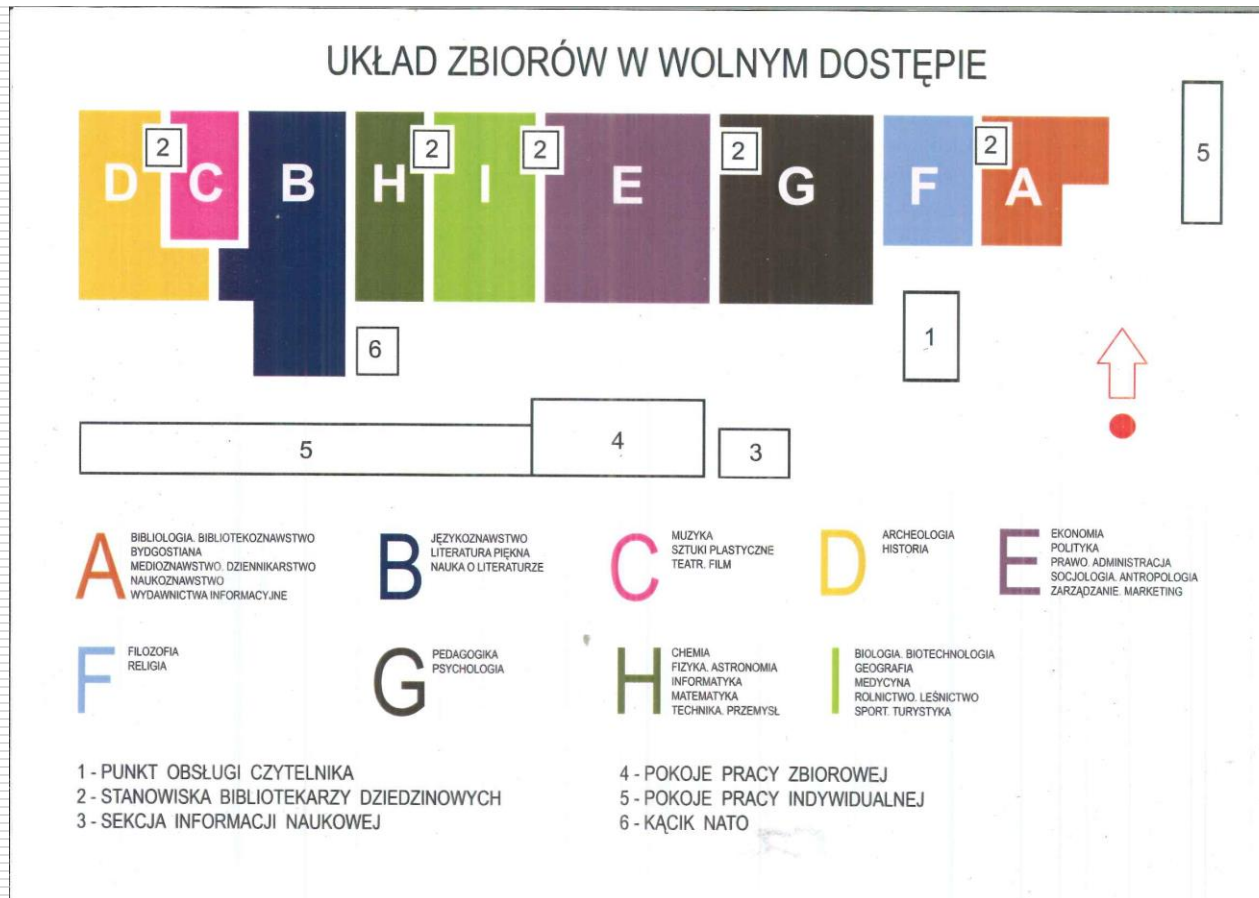 UKŁAD ZBIORÓW W WOLNYM DOSTĘPIE
D
2
C
B
H
2
I
2
E
2
G
F
2
A
5
6
1
5
4
3
A
BIBLIOLOGIA. BIBLIOTEKOZNAWSTWO
BYDGOSTIANA
MEDIOZNAWSTWO. DZIENNIKARSTWO
NAUKOZNAWSTWO
WYDAWNICTWA INFORMACYJNE
B
JĘZYKOZNAWSTWO
LITERATURA PIĘKNA
NAUKA O LITERATURZE
C
MUZYKA
SZTUKI PLASTYCZNE
TEATR. FILM
D
ARCHEOLOGIA
HISTORIA
E
EKONOMIA
POLITYKA
PRAWO. ADMINISTRACJA
SOCJOLOGIA. ANTROPOLOGIA
ZARZĄDZANIE. MARKETING
F
FILOZOFIA
RELIGIA
G
PEDAGOGIKA
PSYCHOLOGIA
H
CHEMIA
FIZYKA. ASTRONOMIA
INFORMATYKA
MATEMATYKA
TECHNIKA. PRZEMYSŁ
I
BIOLOGIA. BIOTECHNOLOGIA
GEOGRAFIA
MEDYCYNA
ROLNICTWO. LEŚNICTWO
SPORT. TURYSTYKA
1 - PUNKT OBSŁUGI CZYTELNIKA
2 - STANOWISKA BIBLIOTEKARZY DZIEDZINOWYCH
3 - SEKCJA INFORMACJI NAUKOWEJ
4 - POKOJE PRACY ZBIOROWEJ
5 - POKOJE PRACY INDYWIDUALNEJ
6 - KĄCIK NATO